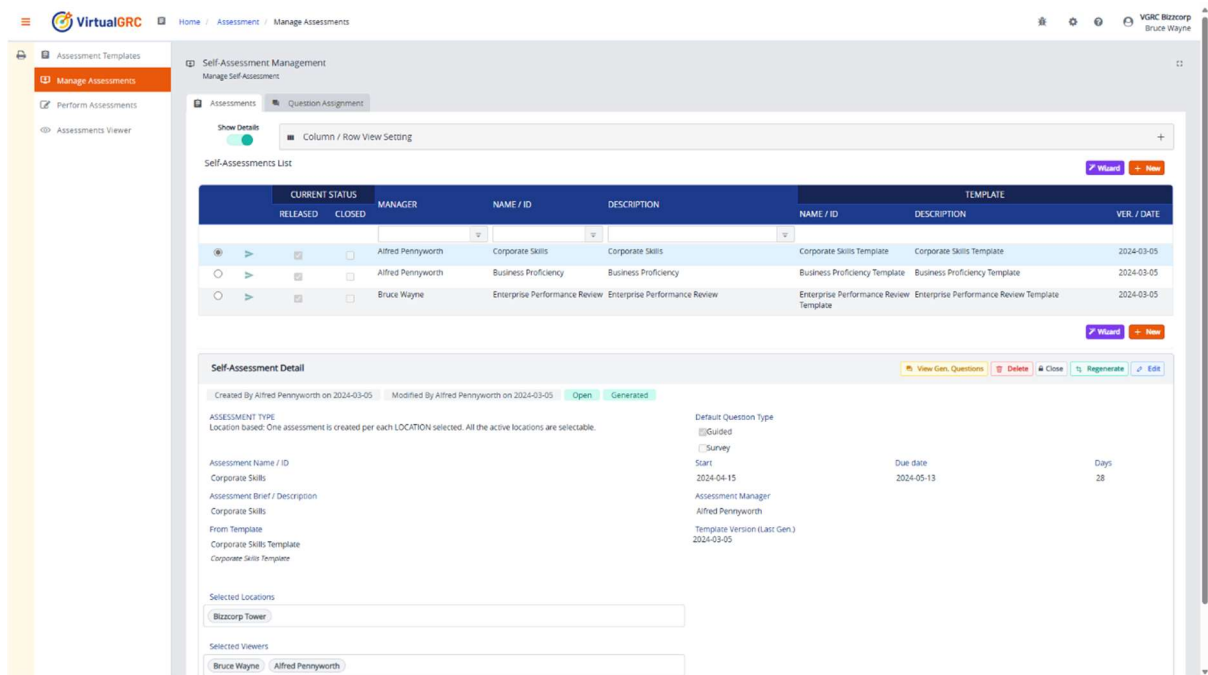 VirtualGRC
Home / Assessment / Manage Assessments
VGRC Bizzcorp
Bruce Wayne
Assessment Templates
Manage Assessments
Perform Assessments
Assessments Viewer
Self-Assessment Management
Manage Self-Assessment
Assessments
Question Assignment
Show Details
Column / Row View Setting
Self-Assessments List
Wizard
+ New
CURRENT STATUS
TEMPLATE
RELEASED CLOSED MANAGER NAME / ID DESCRIPTION NAME / ID DESCRIPTION VER. / DATE
Alfred Pennyworth Corporate Skills Corporate Skills Corporate Skills Template Corporate Skills Template 2024-03-05
Alfred Pennyworth Business Proficiency Business Proficiency Business Proficiency Template Business Proficiency Template 2024-03-05
Bruce Wayne Enterprise Performance Review Enterprise Performance Review Enterprise Performance Review Enterprise Performance Review Template 2024-03-05
Template
Wizard
+ New
Self-Assessment Detail
View Gen. Questions
Delete
Close
Regenerate
Edit
Created By Alfred Pennyworth on 2024-03-05
Modified By Alfred Pennyworth on 2024-03-05
Open
Generated
ASSESSMENT TYPE
Location based: One assessment is created per each LOCATION selected. All the active locations are selectable.
Default Question Type
Guided
Survey
Assessment Name / ID
Corporate Skills
Start
2024-04-15
Due date
2024-05-13
Days
28
Assessment Brief / Description
Corporate Skills
Assessment Manager
Alfred Pennyworth
From Template
Corporate Skills Template
Corporate Skills Template
Template Version (Last Gen.)
2024-03-05
Selected Locations
Bizzcorp Tower
Selected Viewers
Bruce Wayne
Alfred Pennyworth